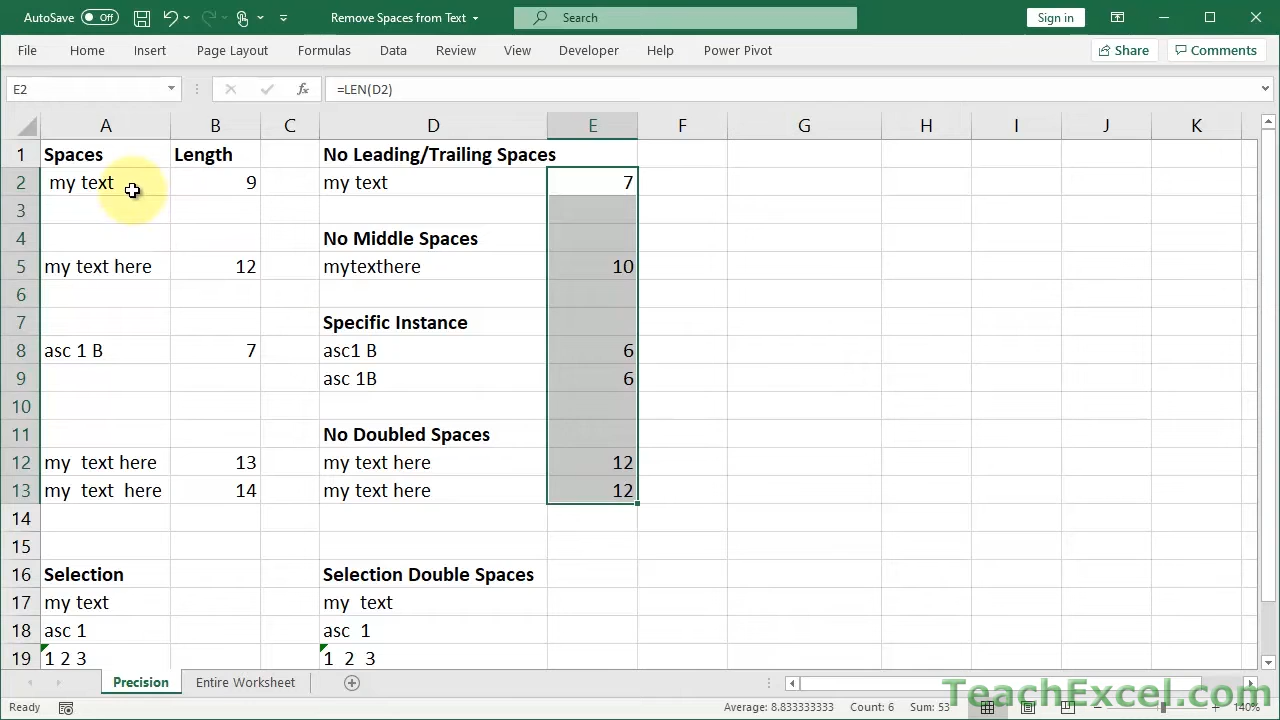 AutoSave Off Remove Spaces from Text Search Sign in
File Home Insert Page Layout Formulas Data Review View Developer Help Power Pivot Share Comments
E2 fx =LEN(D2)
A B C D E F G H I J K
1 Spaces Length No Leading/Trailing Spaces
2 my text 9 my text 7
3
4 No Middle Spaces
5 my text here 12 mytexthere 10
6
7 Specific Instance
8 asc 1 B 7 asc1 B 6
9 asc 1B 6
10
11 No Doubled Spaces
12 my  text here 13 my text here 12
13 my  text  here 14 my text here 12
14
15
16 Selection Selection Double Spaces
17 my text my  text
18 asc 1 asc  1
19 1 2 3 1  2  3
Precision Entire Worksheet
Ready Average: 8.833333333 Count: 6 Sum: 53 140%
TeachExcel.com